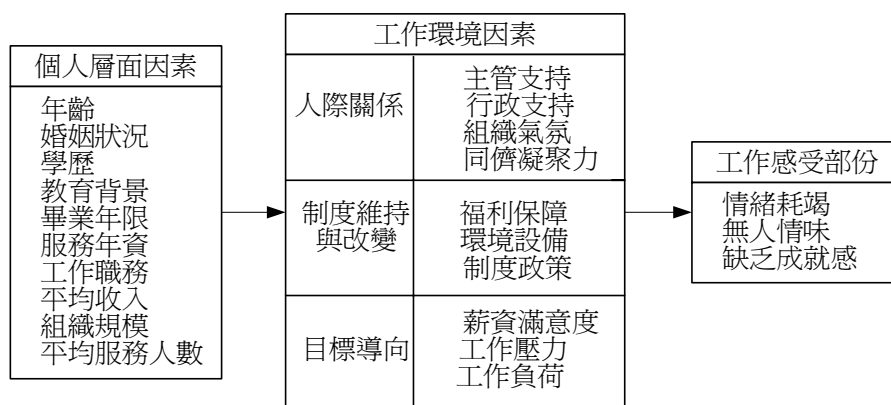 個人層面因素
年齡
婚姻狀況
學歷
教育背景
畢業年限
服務年資
工作職務
平均收入
組織規模
平均服務人數
工作環境因素
人際關係
主管支持
行政支持
組織氣氛
同儕凝聚力
制度維持
與改變
福利保障
環境設備
制度政策
目標導向
薪資滿意度
工作壓力
工作負荷
工作感受部份
情緒耗竭
無人情味
缺乏成就感